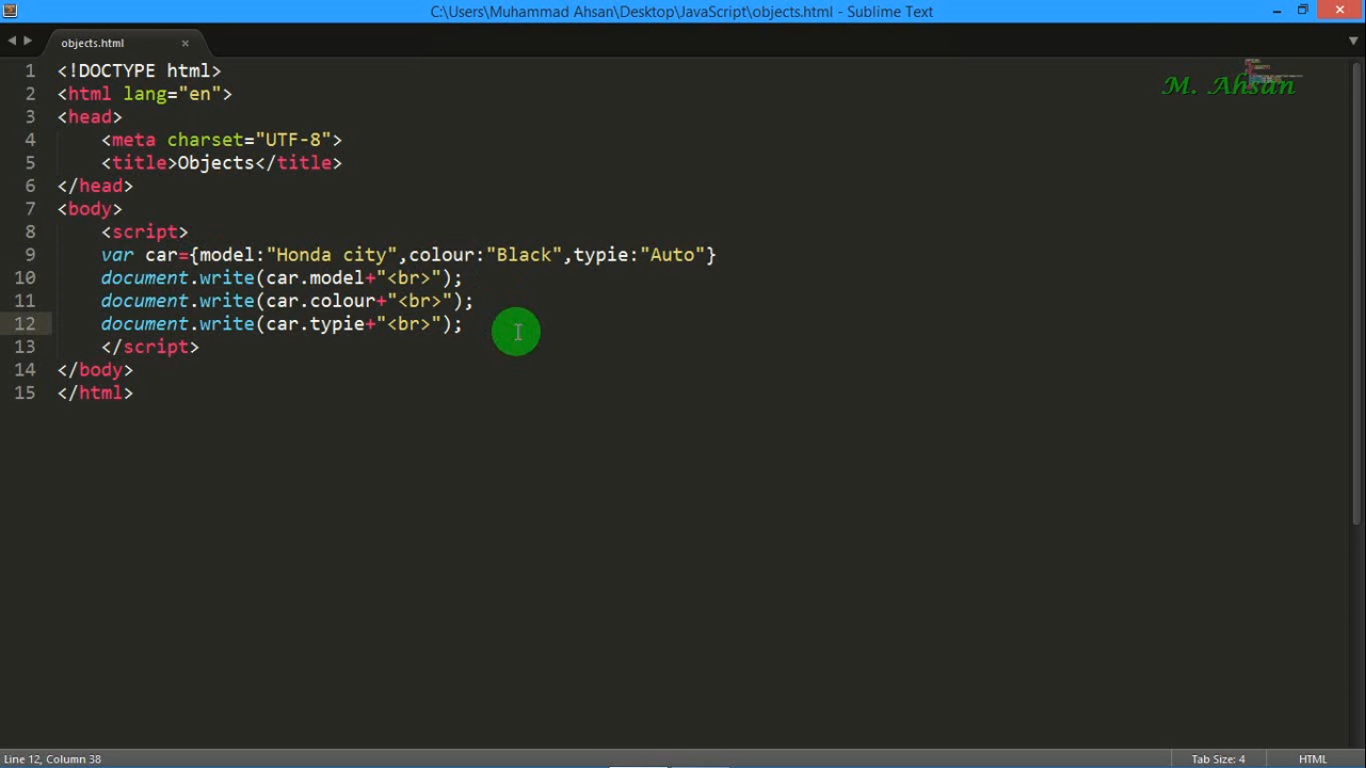 C:\Users\Muhammad Ahsan\Desktop\JavaScript\objects.html - Sublime Text
objects.html
M. Ahsan
1 <!DOCTYPE html>
2 <html lang="en">
3 <head>
4 <meta charset="UTF-8">
5 <title>Objects</title>
6 </head>
7 <body>
8 <script>
9 var car={model:"Honda city",colour:"Black",typie:"Auto"}
10 document.write(car.model+"<br>");
11 document.write(car.colour+"<br>");
12 document.write(car.typie+"<br>");
13 </script>
14 </body>
15 </html>
Line 12, Column 38
Tab Size: 4
HTML